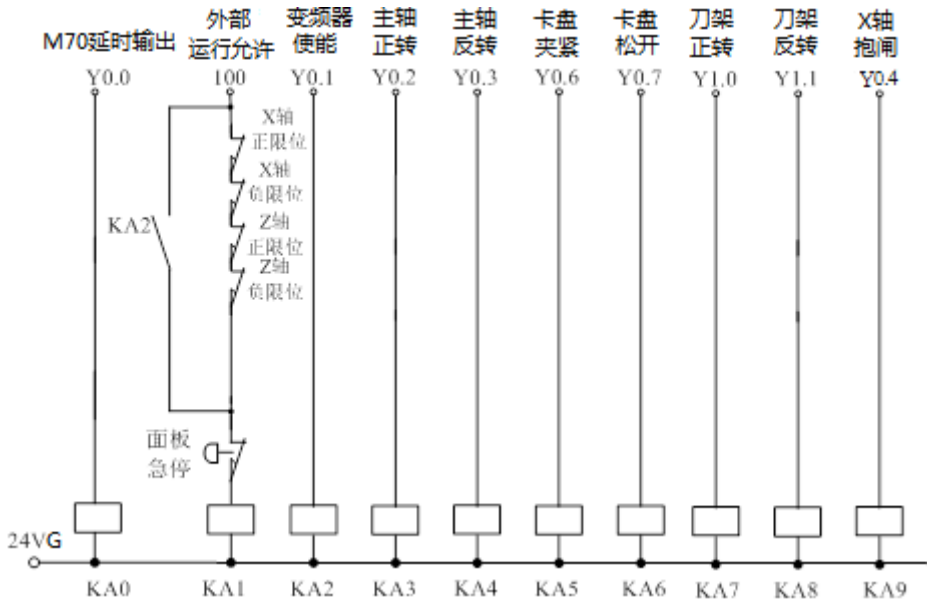 M70延时输出
外部
运行允许
变频器
使能
主轴
正转
主轴
反转
卡盘
夹紧
卡盘
松开
刀架
正转
刀架
反转
X轴
抱闸
Y0.0
100
Y0.1
Y0.2
Y0.3
Y0.6
Y0.7
Y1.0
Y1.1
Y0.4
X轴
正限位
X轴
负限位
KA2
Z轴
正限位
Z轴
负限位
面板
急停
24VG
KA0
KA1
KA2
KA3
KA4
KA5
KA6
KA7
KA8
KA9